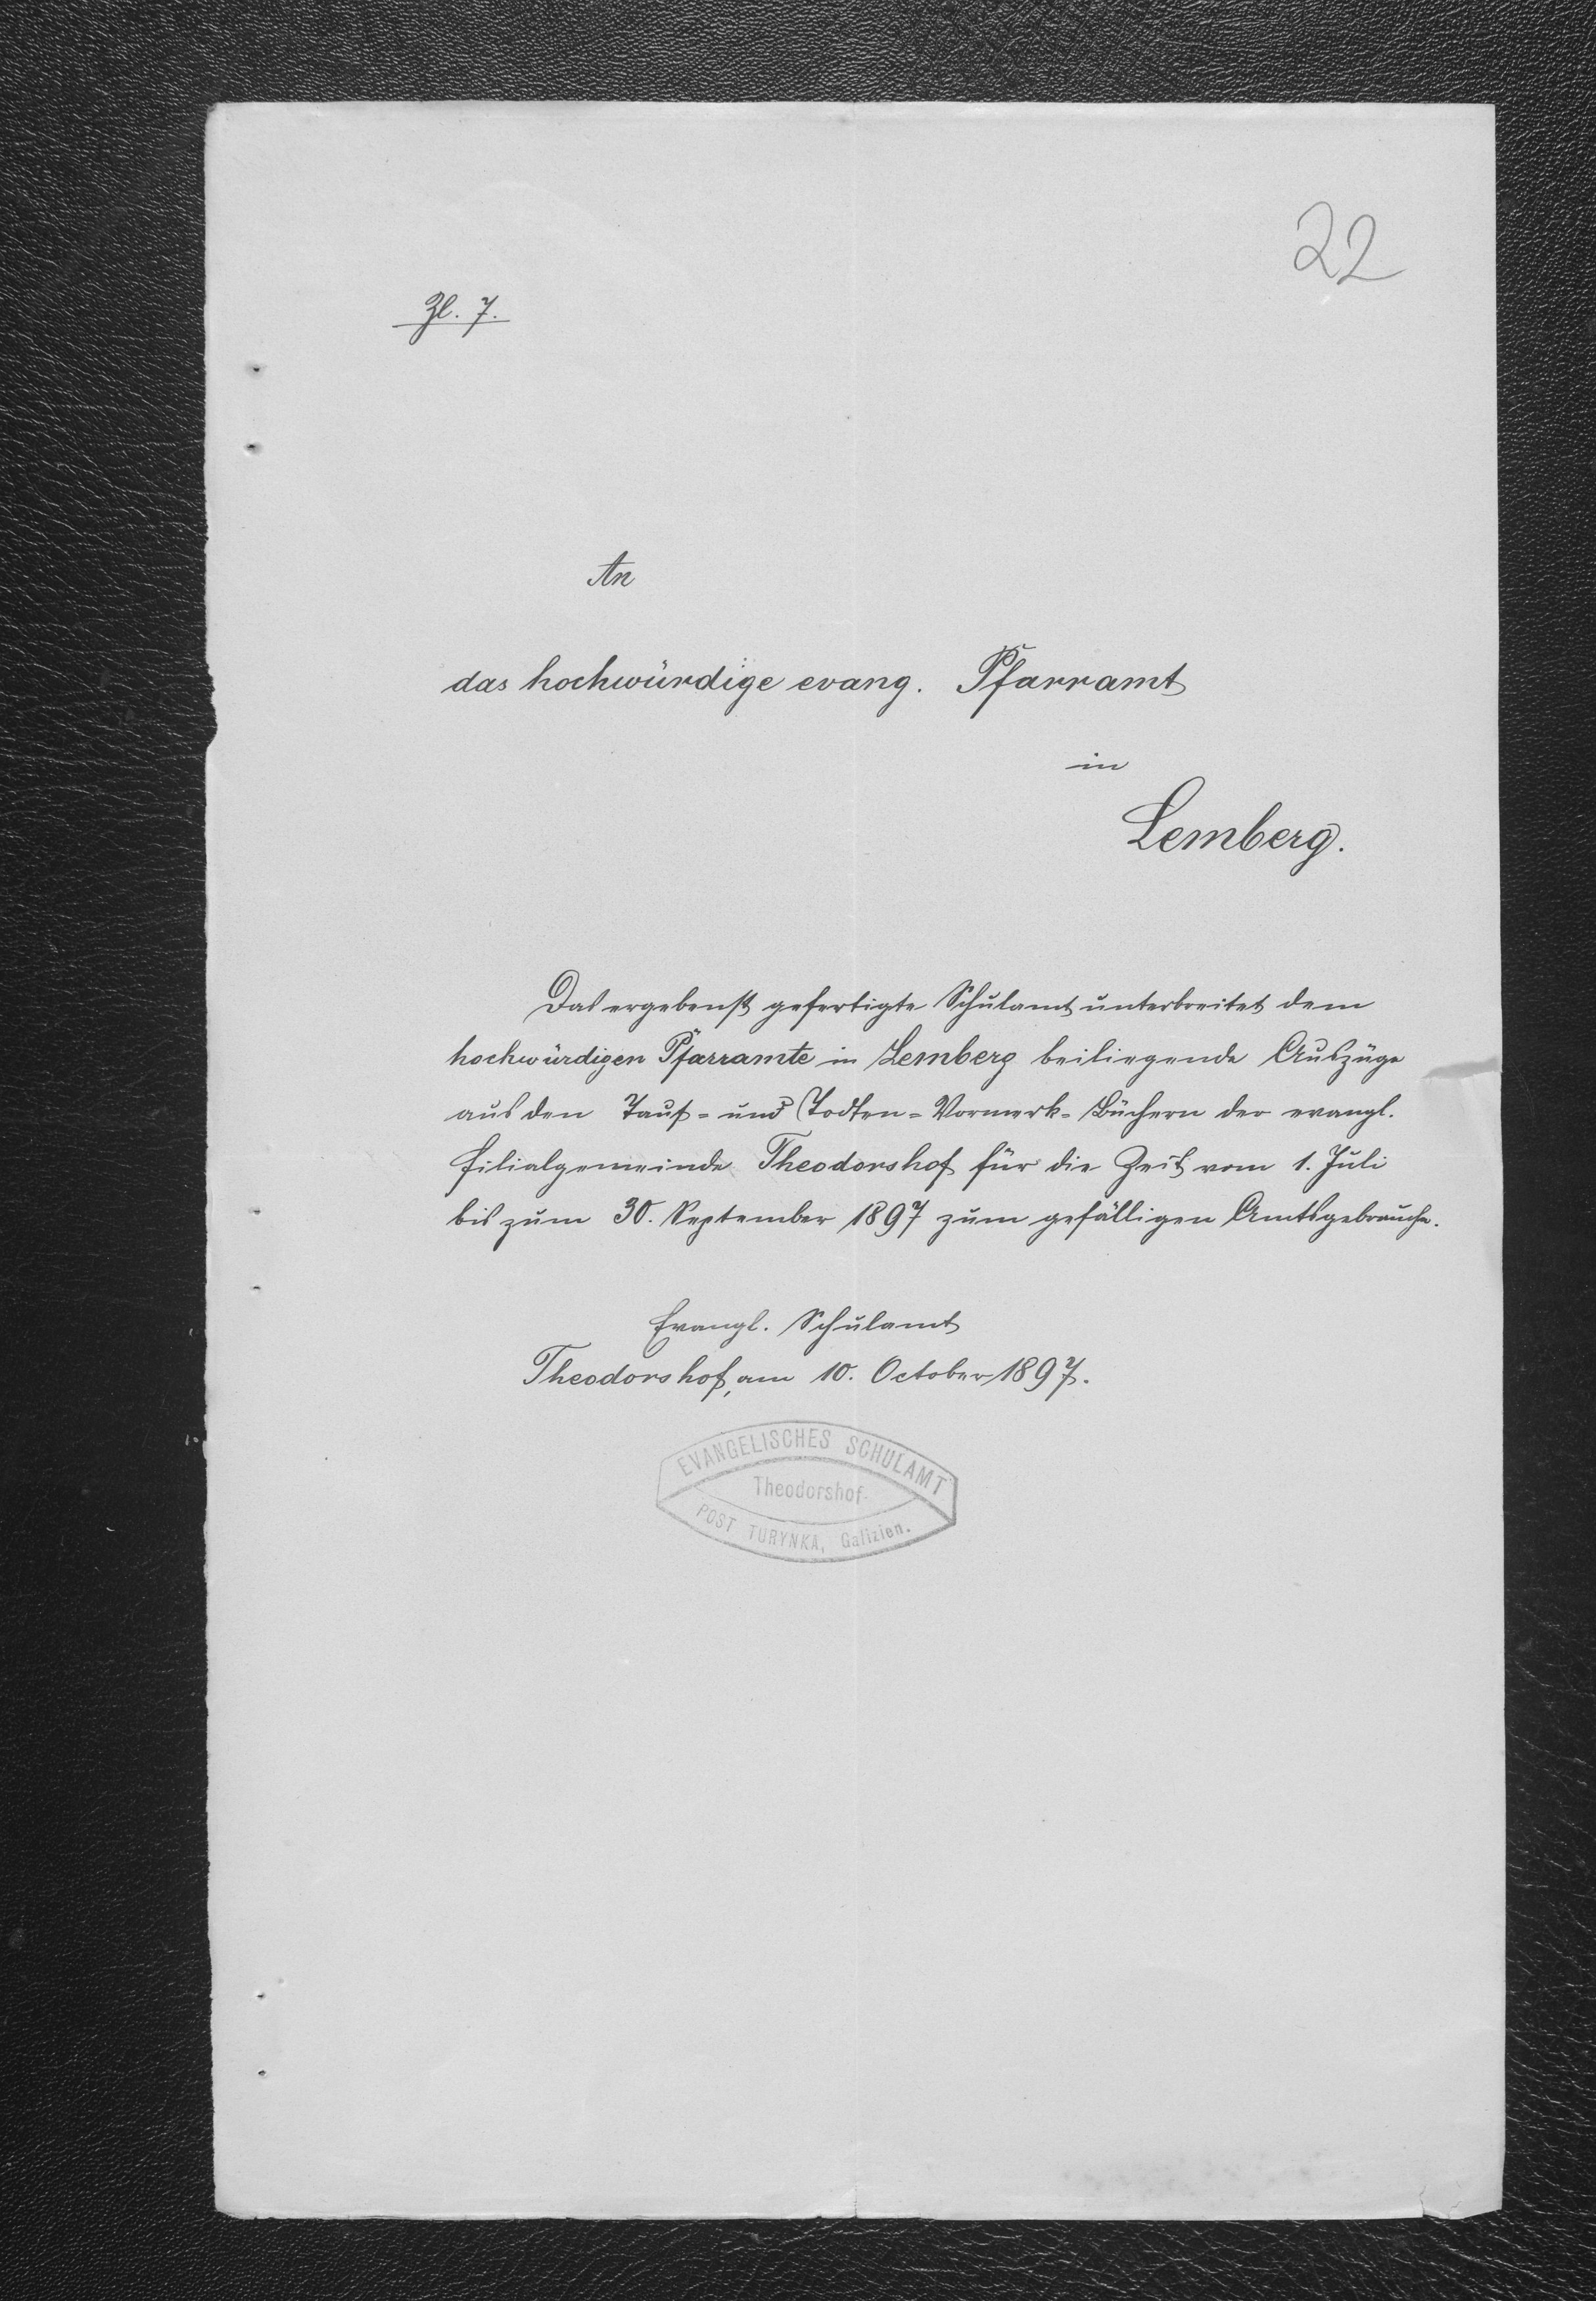 22
Zl. 7.
An
das hochwürdige evang. Pfarramt
in
Lemberg.
Das ergebenst gefertigte Schulamt unterbreitet dem
hochwürdigen Pfarramte in Lemberg beiliegende Auszüge
aus den Tauf- und Todten-Vormerk-Büchern der evangl.
Filialgemeinde Theodorshof für die Zeit vom 1. Juli
bis zum 30. September 1897 zum gefälligen Amtsgebrauche.
Evangl. Schulamt
Theodorshof, am 10. October 1897.
EVANGELISCHES SCHULAMT
Theodorshof.
POST TURYNKA, Galizien.